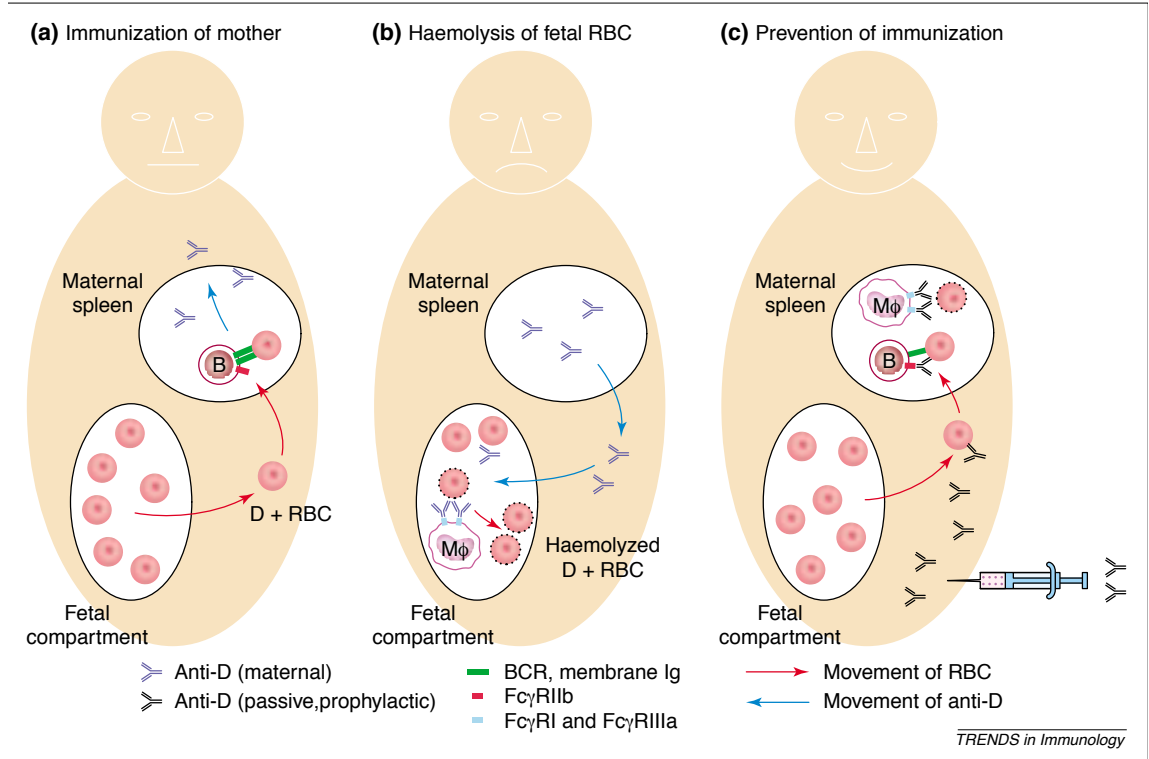 (a) Immunization of mother
Maternal
spleen
B
D + RBC
Fetal
compartment
(b) Haemolysis of fetal RBC
Maternal
spleen
Mϕ
Haemolyzed
D + RBC
Fetal
compartment
(c) Prevention of immunization
Maternal
spleen
Mϕ
B
Fetal
compartment
Anti-D (maternal)
Anti-D (passive,prophylactic)
BCR, membrane Ig
FcγRIIb
FcγRI and FcγRIIIa
Movement of RBC
Movement of anti-D
TRENDS in Immunology